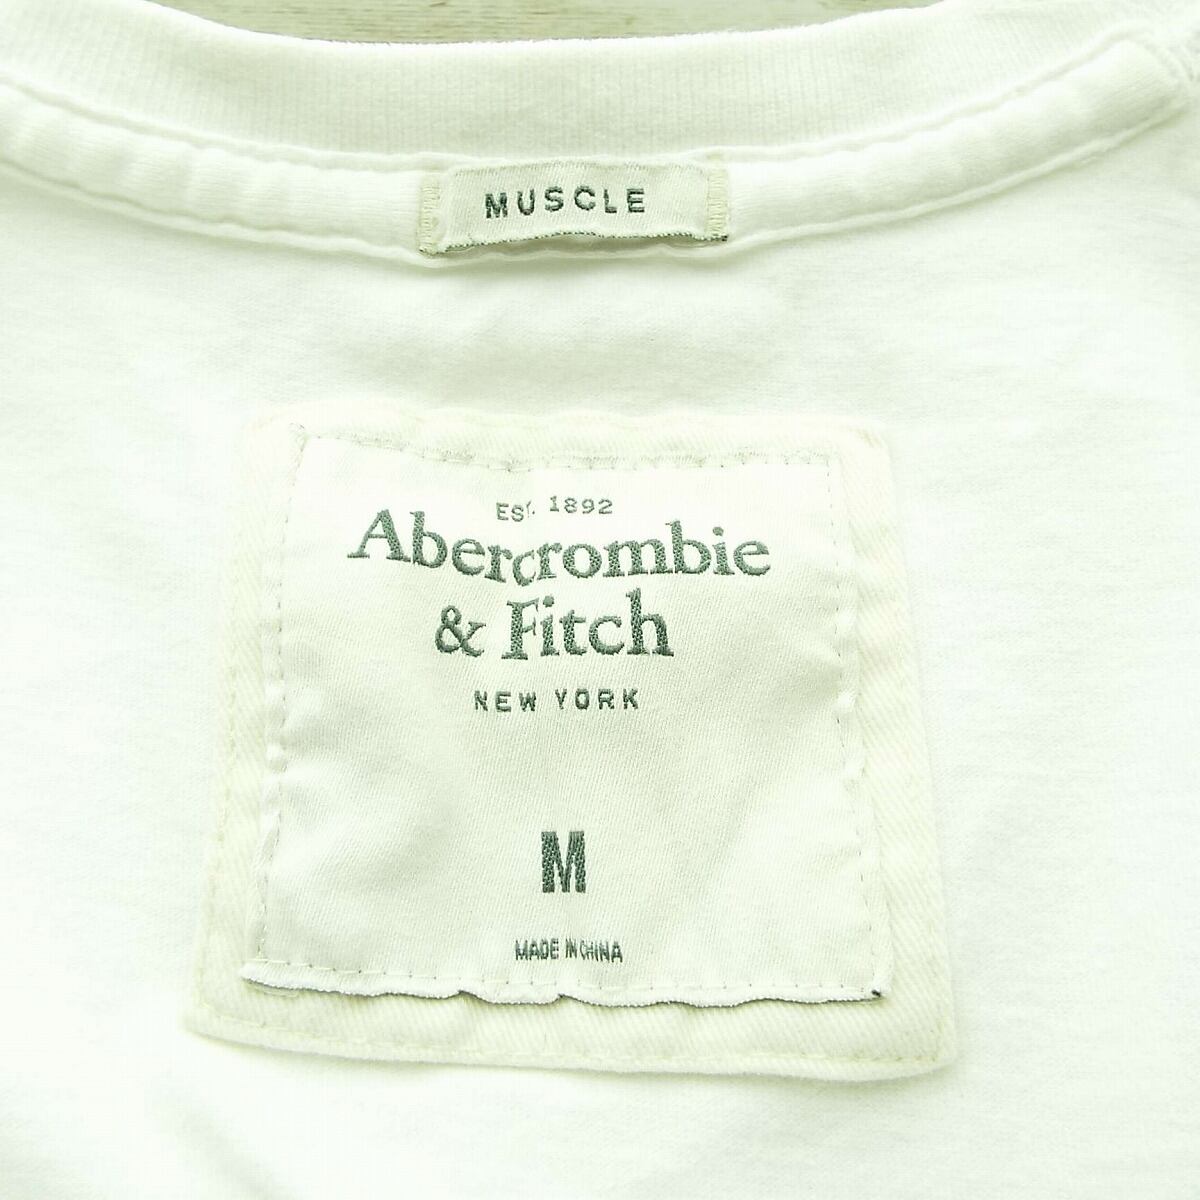 MUSCLE
EST. 1892
Abercrombie
& Fitch
NEW YORK
M
MADE IN CHINA